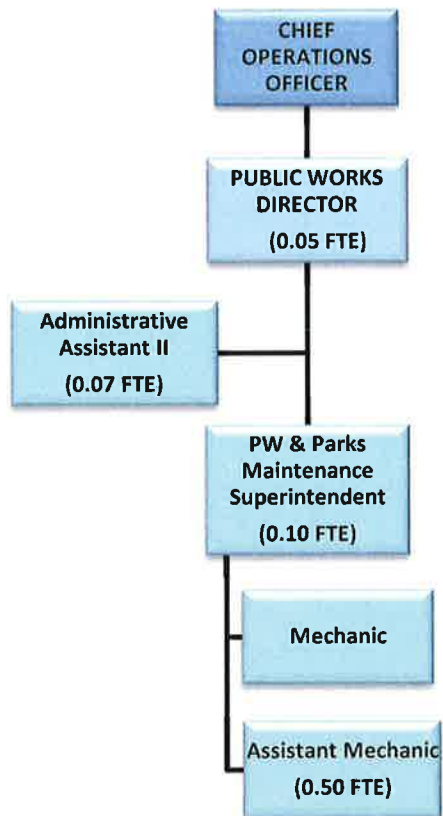 CHIEF
OPERATIONS
OFFICER
PUBLIC WORKS
DIRECTOR
(0.05 FTE)
Administrative
Assistant II
(0.07 FTE)
PW & Parks
Maintenance
Superintendent
(0.10 FTE)
Mechanic
Assistant Mechanic
(0.50 FTE)